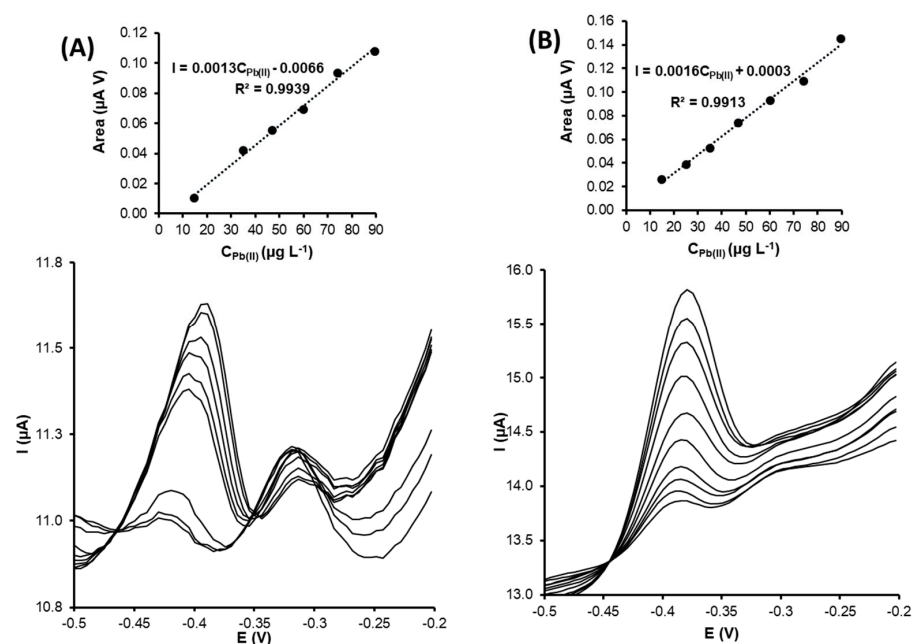 (A)
0.12
0.10
0.08
0.06
0.04
0.02
0.00
Area (µA V)
I = 0.0013C_Pb(II) - 0.0066
R² = 0.9939
0 10 20 30 40 50 60 70 80 90
C_Pb(II) (µg L⁻¹)
11.8
11.5
11.3
11.0
10.8
I (µA)
-0.5 -0.45 -0.4 -0.35 -0.3 -0.25 -0.2
E (V)
(B)
0.16
0.14
0.12
0.10
0.08
0.06
0.04
0.02
0.00
Area (µA V)
I = 0.0016C_Pb(II) + 0.0003
R² = 0.9913
0 10 20 30 40 50 60 70 80 90
C_Pb(II) (µg L⁻¹)
16.0
15.5
15.0
14.5
14.0
13.5
13.0
I (µA)
-0.5 -0.45 -0.4 -0.35 -0.3 -0.25 -0.2
E (V)